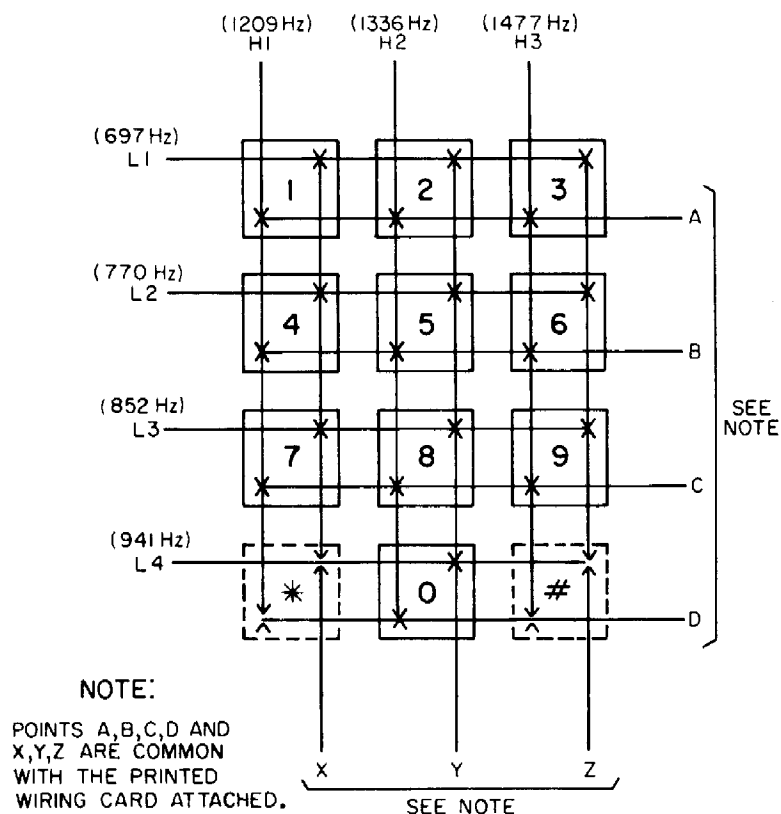 (1209 Hz) (1336 Hz) (1477 Hz)
H1 H2 H3
(697 Hz)
L1
1 2 3
A
(770 Hz)
L2
4 5 6
B
(852 Hz)
L3
7 8 9
C
SEE
NOTE
(941 Hz)
L4
* 0 #
D
NOTE:
POINTS A,B,C,D AND
X,Y,Z ARE COMMON
WITH THE PRINTED
WIRING CARD ATTACHED.
X Y Z
SEE NOTE